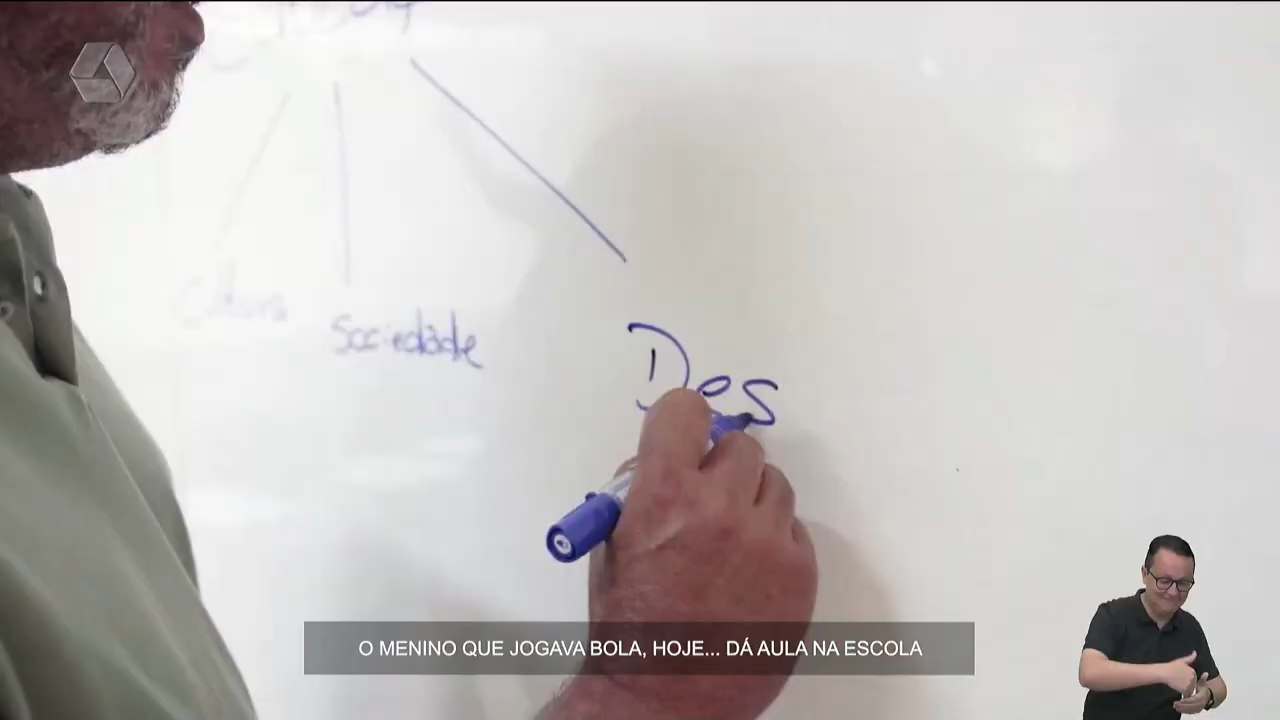 Cultura
Sociedade
Des
O MENINO QUE JOGAVA BOLA, HOJE... DÁ AULA NA ESCOLA